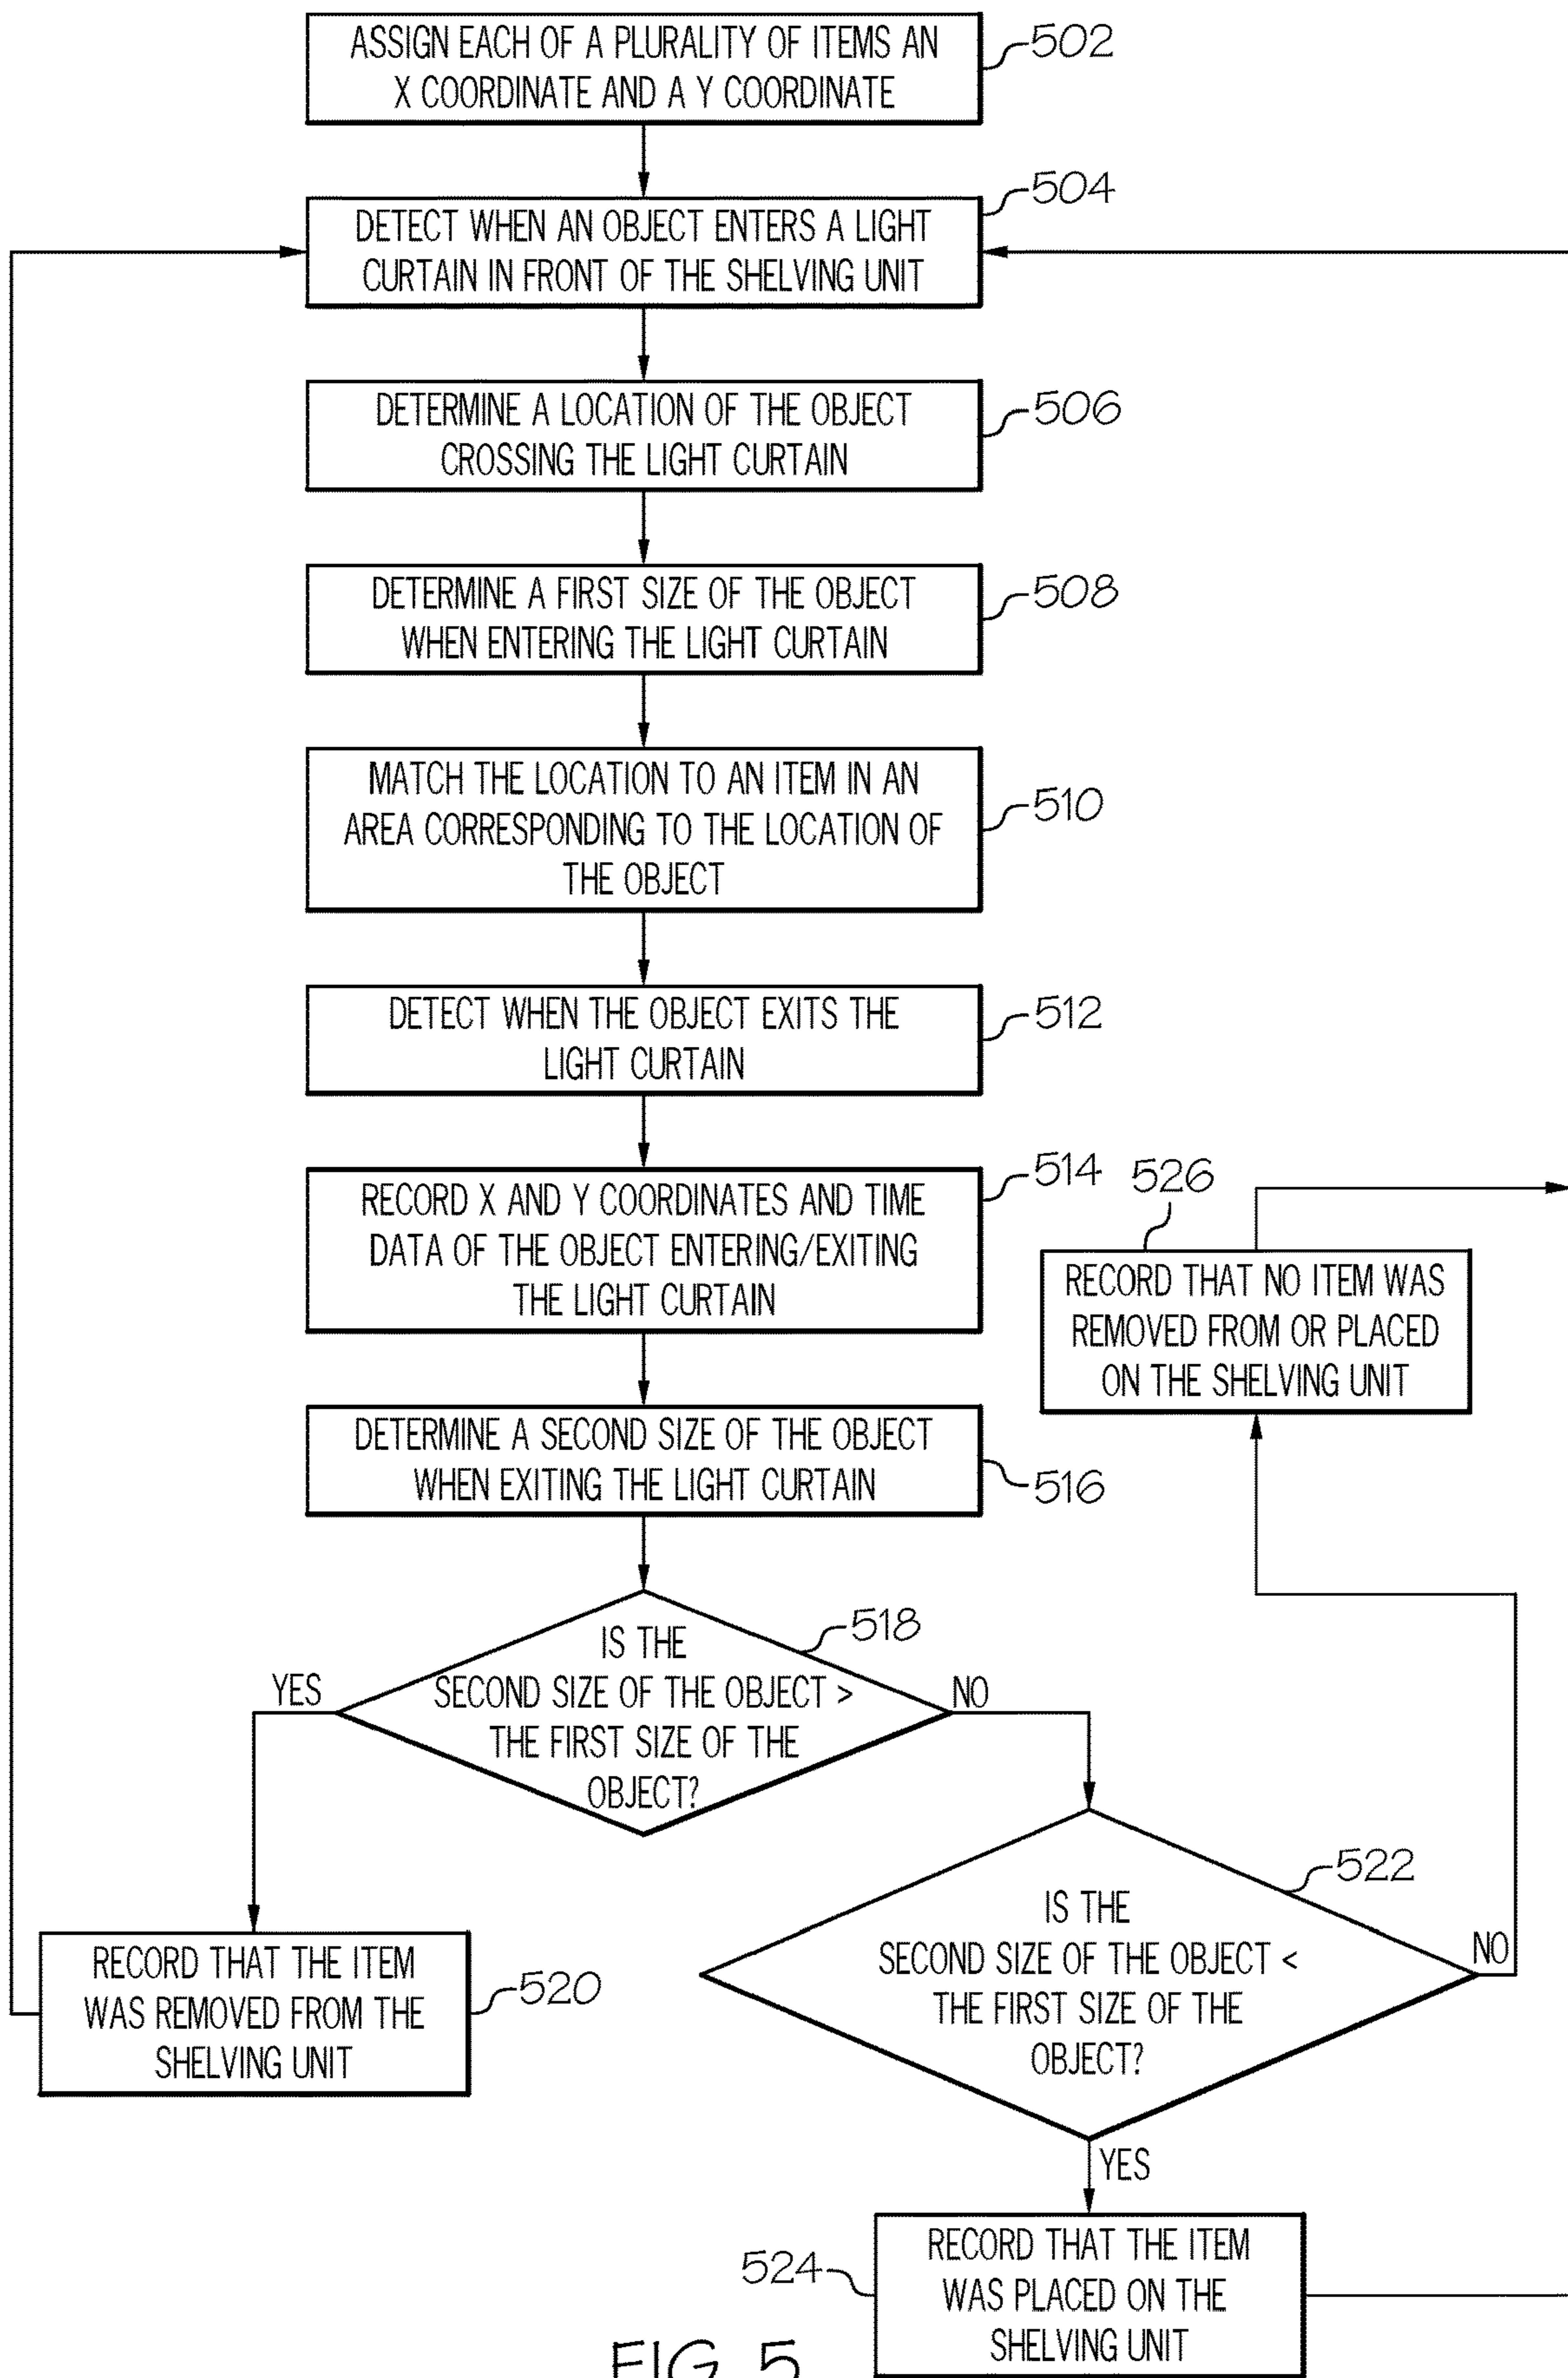 ASSIGN EACH OF A PLURALITY OF ITEMS AN
X COORDINATE AND A Y COORDINATE
502
DETECT WHEN AN OBJECT ENTERS A LIGHT
CURTAIN IN FRONT OF THE SHELVING UNIT
504
DETERMINE A LOCATION OF THE OBJECT
CROSSING THE LIGHT CURTAIN
506
DETERMINE A FIRST SIZE OF THE OBJECT
WHEN ENTERING THE LIGHT CURTAIN
508
MATCH THE LOCATION TO AN ITEM IN AN
AREA CORRESPONDING TO THE LOCATION OF
THE OBJECT
510
DETECT WHEN THE OBJECT EXITS THE
LIGHT CURTAIN
512
RECORD X AND Y COORDINATES AND TIME
DATA OF THE OBJECT ENTERING/EXITING
THE LIGHT CURTAIN
514
526
RECORD THAT NO ITEM WAS
REMOVED FROM OR PLACED
ON THE SHELVING UNIT
DETERMINE A SECOND SIZE OF THE OBJECT
WHEN EXITING THE LIGHT CURTAIN
516
IS THE
SECOND SIZE OF THE OBJECT >
THE FIRST SIZE OF THE
OBJECT?
518
YES
NO
RECORD THAT THE ITEM
WAS REMOVED FROM THE
SHELVING UNIT
520
IS THE
SECOND SIZE OF THE OBJECT <
THE FIRST SIZE OF THE
OBJECT?
522
NO
YES
RECORD THAT THE ITEM
WAS PLACED ON THE
SHELVING UNIT
524
FIG. 5